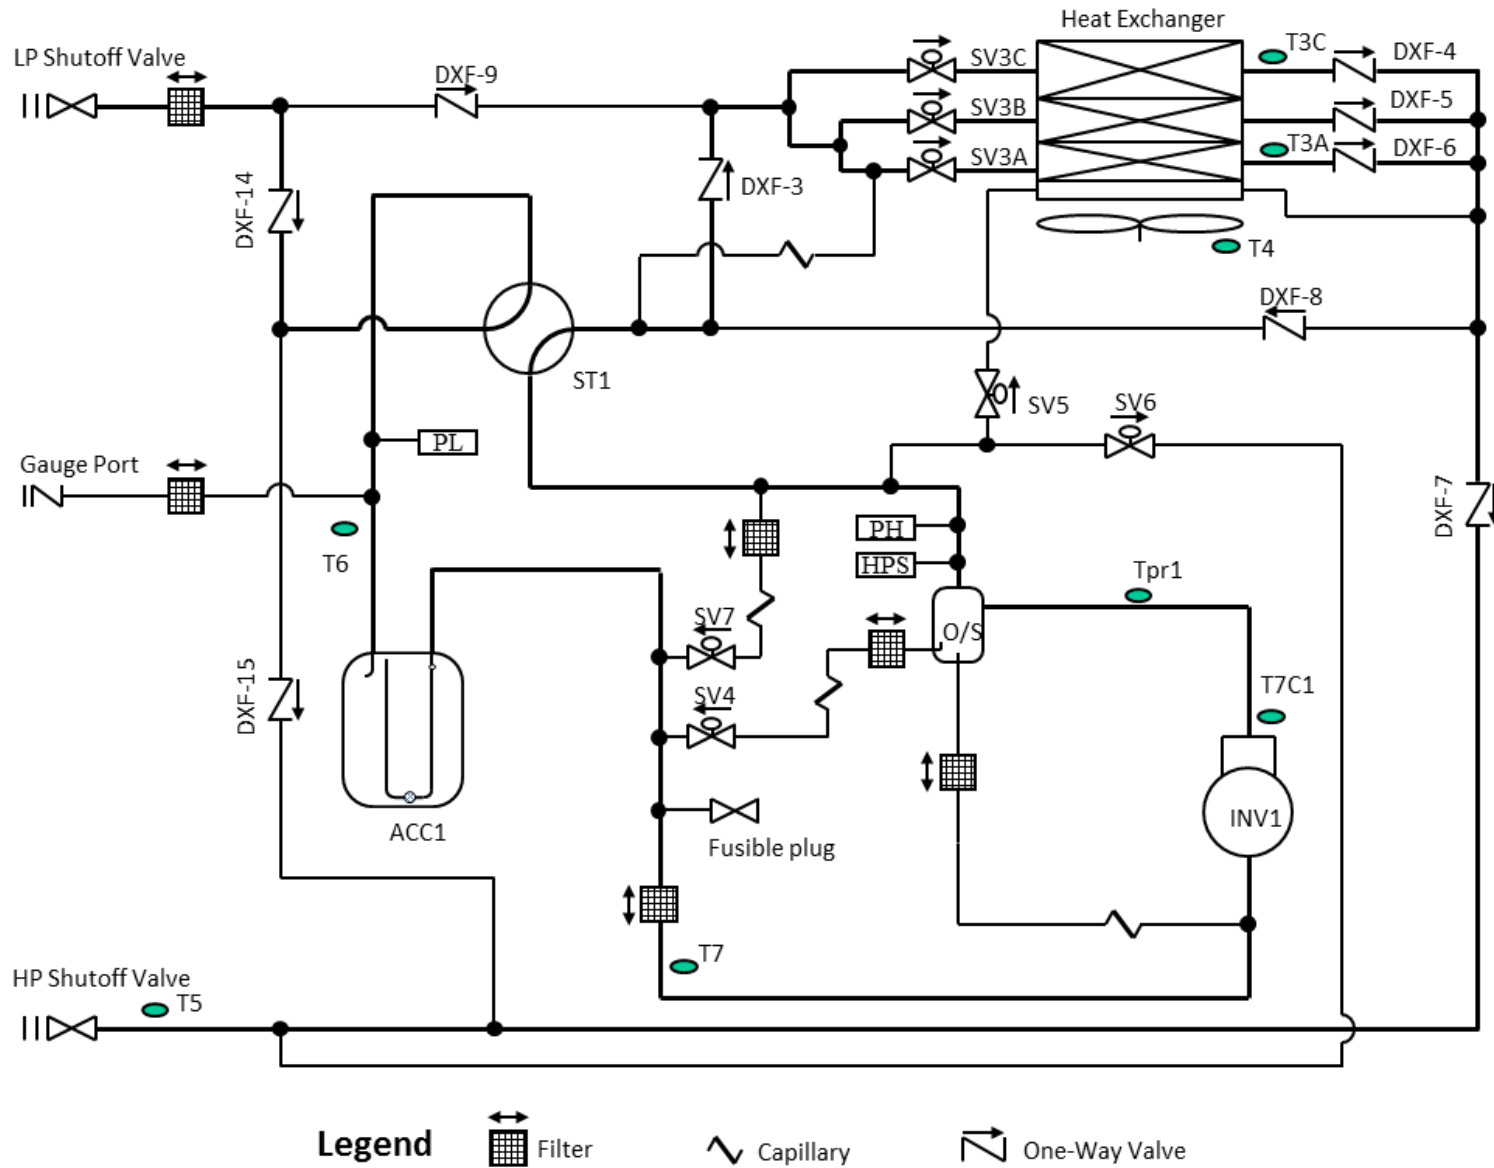 Heat Exchanger
LP Shutoff Valve
DXF-9
SV3C
T3C
DXF-4
SV3B
DXF-5
SV3A
T3A
DXF-6
DXF-14
DXF-3
T4
DXF-8
ST1
SV5
SV6
PL
Gauge Port
DXF-7
PH
T6
HPS
Tpr1
SV7
O/S
DXF-15
SV4
T7C1
ACC1
INV1
Fusible plug
T7
HP Shutoff Valve
T5
Legend
Filter
Capillary
One-Way Valve